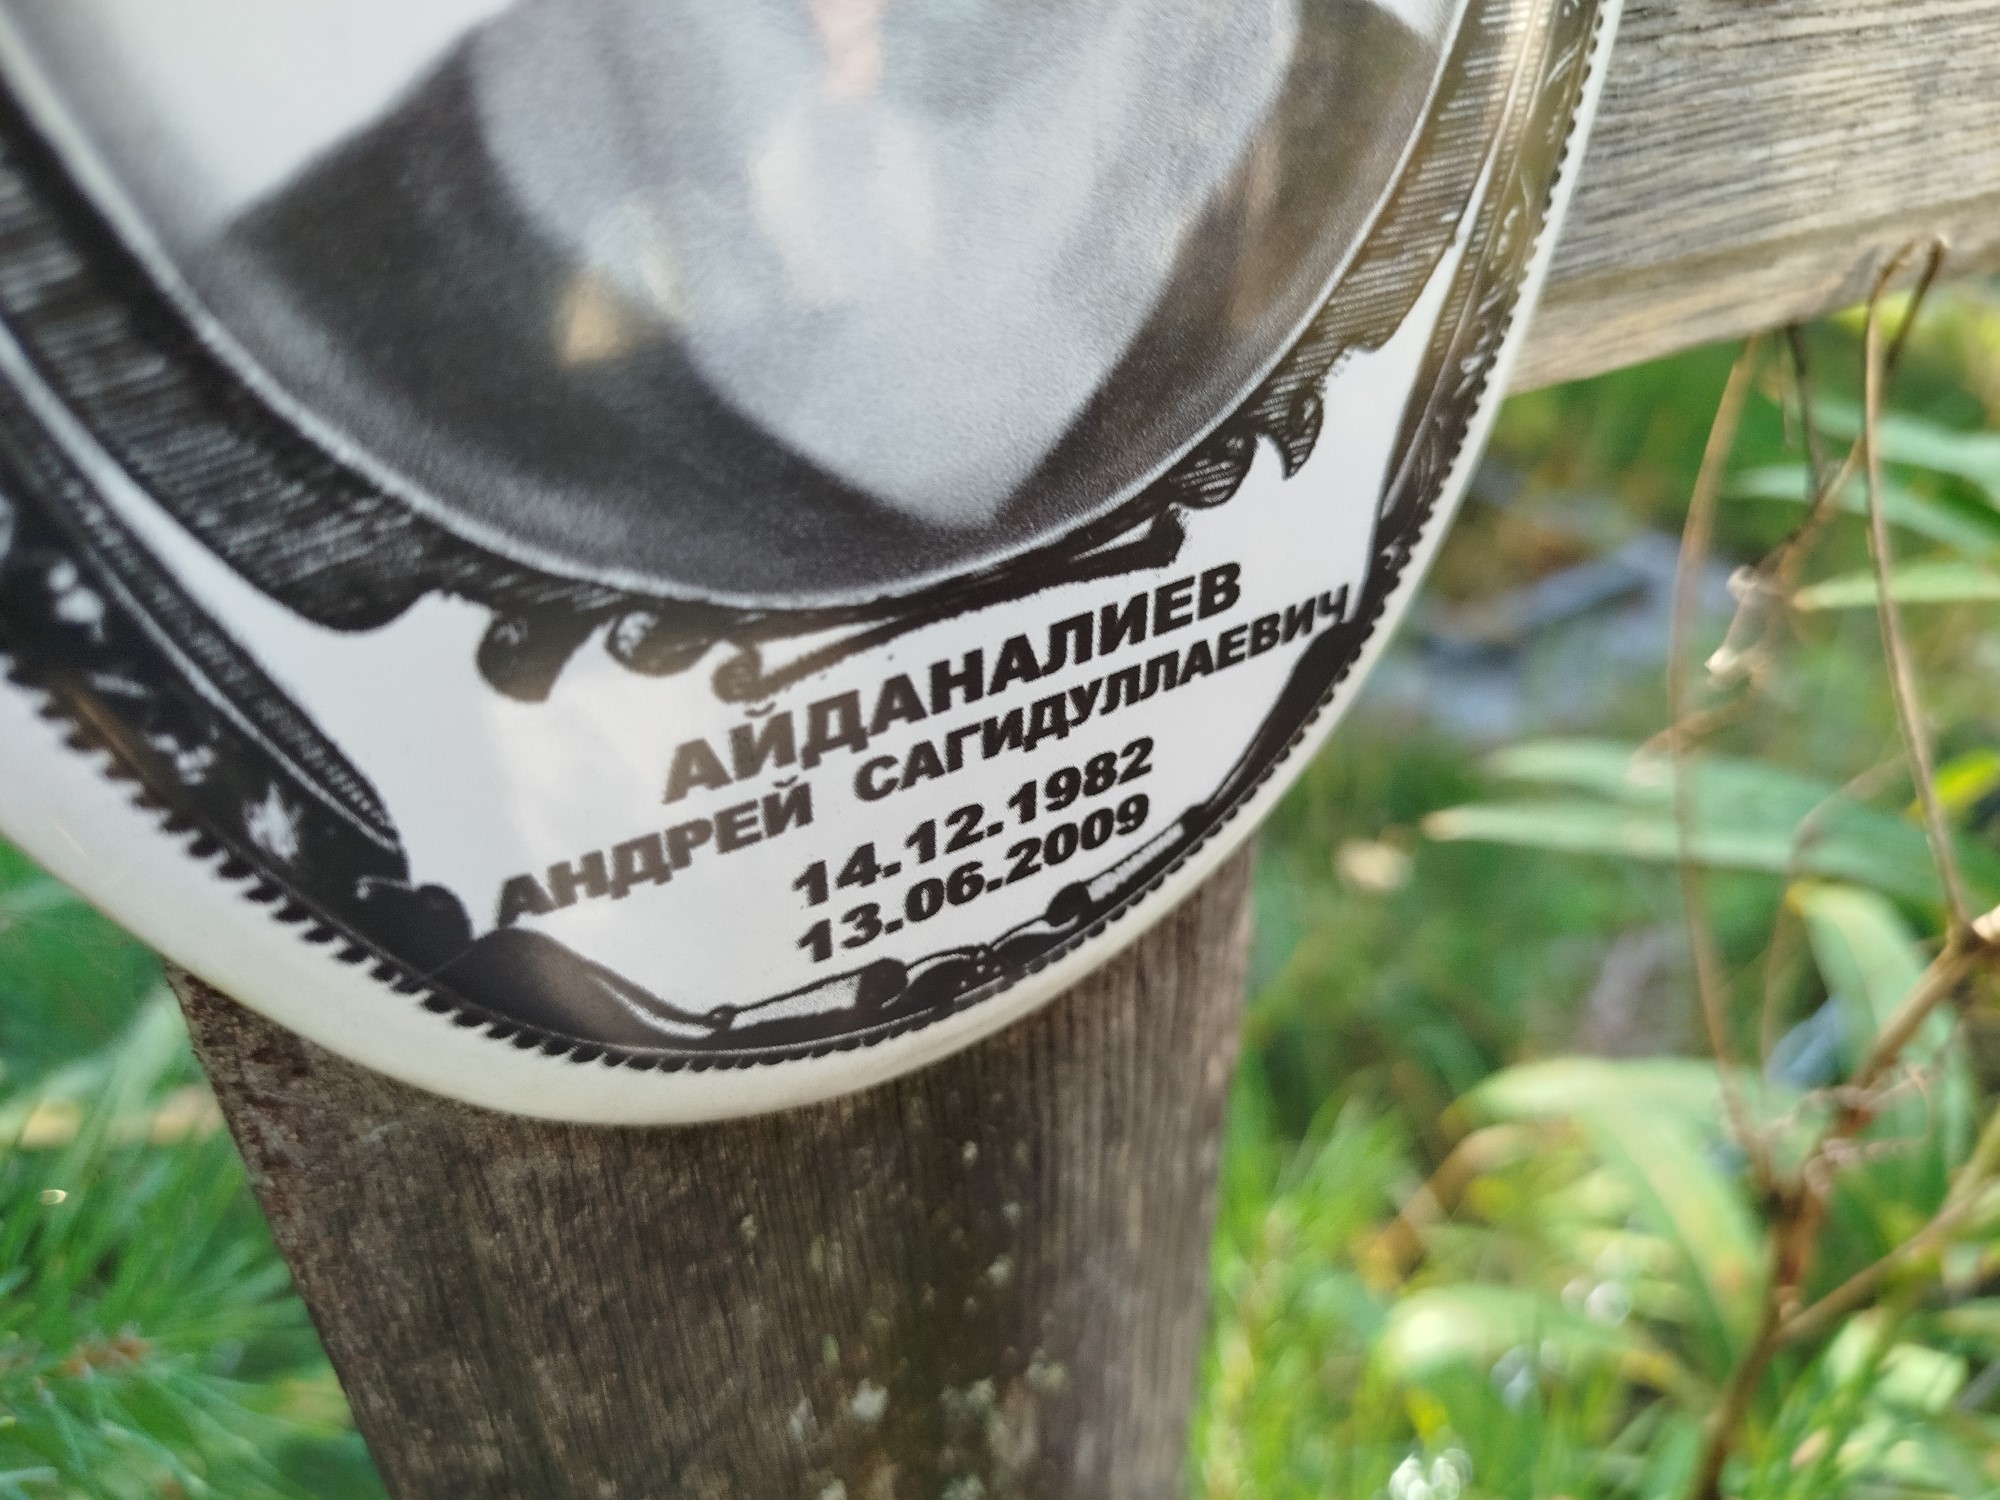 АЙДАНАЛИЕВ
АНДРЕЙ САГИДУЛЛАЕВИЧ
14.12.1982
13.06.2009